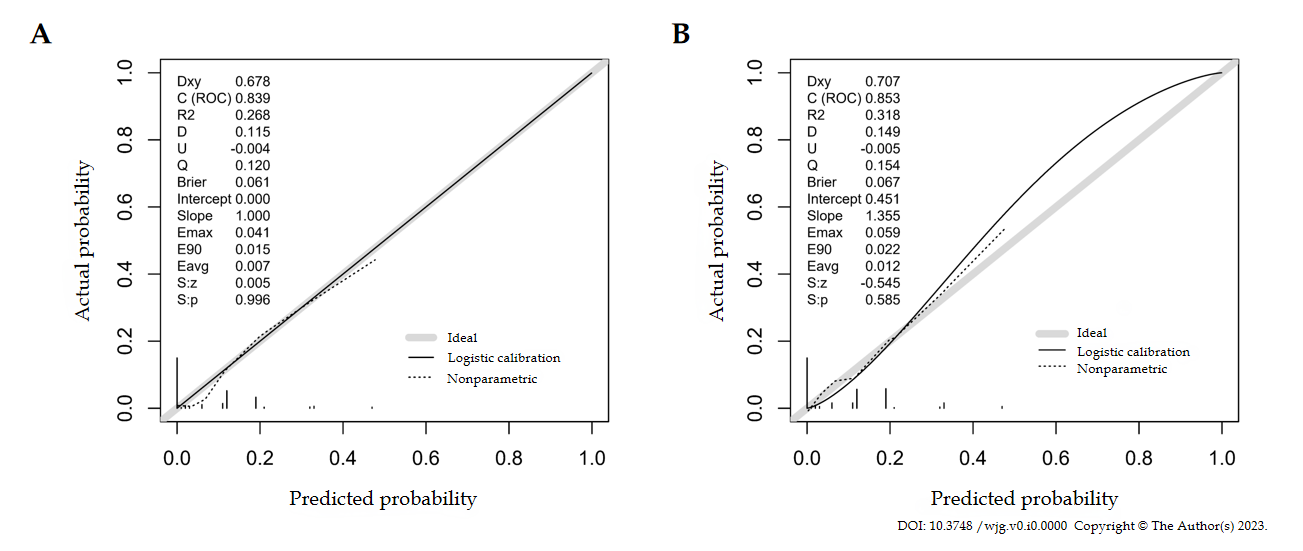 A
Dxy 0.678
C (ROC) 0.839
R2 0.268
D 0.115
U -0.004
Q 0.120
Brier 0.061
Intercept 0.000
Slope 1.000
Emax 0.041
E90 0.015
Eavg 0.007
S:z 0.005
S:p 0.996
Actual probability
1.0
0.8
0.6
0.4
0.2
0.0
Ideal
Logistic calibration
Nonparametric
0.0 0.2 0.4 0.6 0.8 1.0
Predicted probability
B
Dxy 0.707
C (ROC) 0.853
R2 0.318
D 0.149
U -0.005
Q 0.154
Brier 0.067
Intercept 0.451
Slope 1.355
Emax 0.059
E90 0.022
Eavg 0.012
S:z -0.545
S:p 0.585
Actual probability
1.0
0.8
0.6
0.4
0.2
0.0
Ideal
Logistic calibration
Nonparametric
0.0 0.2 0.4 0.6 0.8 1.0
Predicted probability
DOI: 10.3748 /wjg.v0.i0.0000 Copyright © The Author(s) 2023.